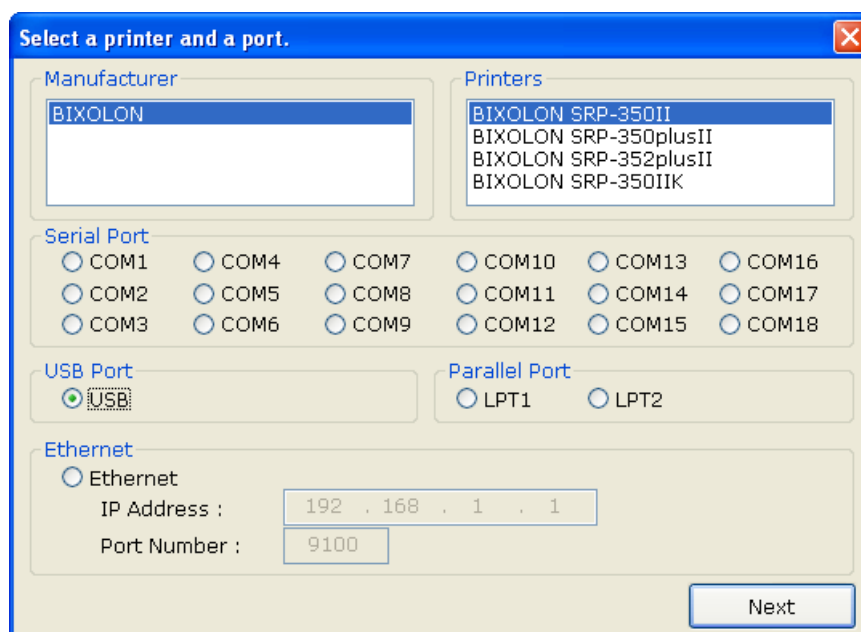 Select a printer and a port.
Manufacturer
BIXOLON
Printers
BIXOLON SRP-350II
BIXOLON SRP-350plusII
BIXOLON SRP-352plusII
BIXOLON SRP-350IIK
Serial Port
COM1 COM4 COM7 COM10 COM13 COM16
COM2 COM5 COM8 COM11 COM14 COM17
COM3 COM6 COM9 COM12 COM15 COM18
USB Port
USB
Parallel Port
LPT1 LPT2
Ethernet
Ethernet
IP Address : 192 . 168 . 1 . 1
Port Number : 9100
Next